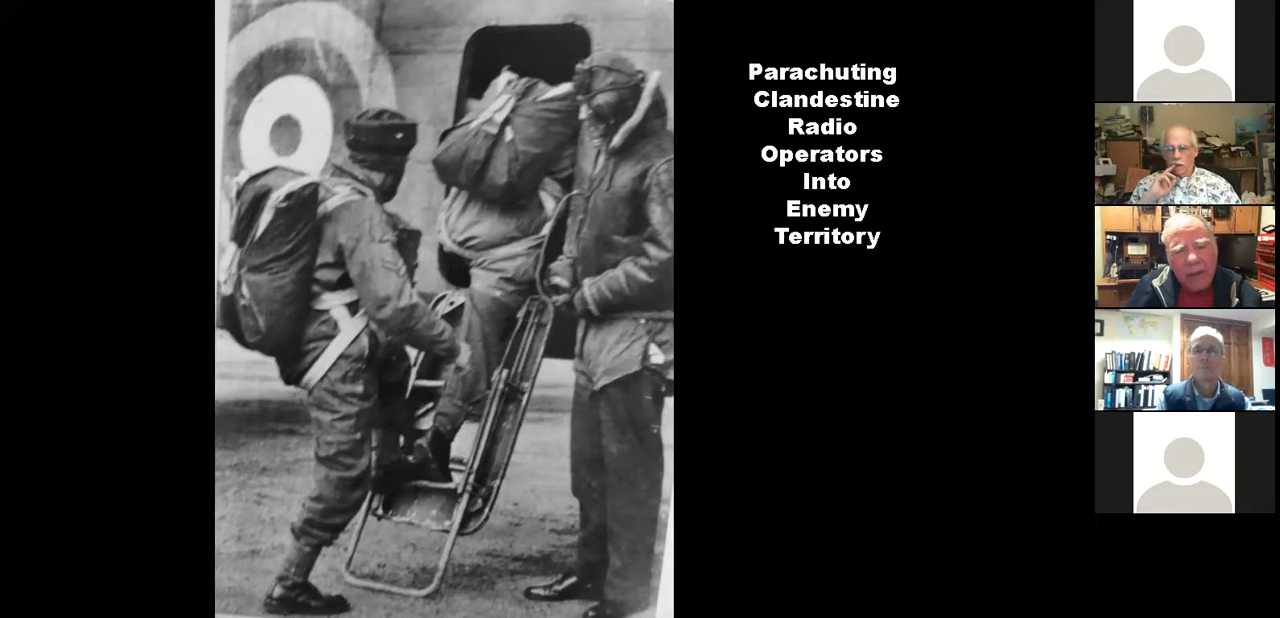 Parachuting
Clandestine
Radio
Operators
Into
Enemy
Territory